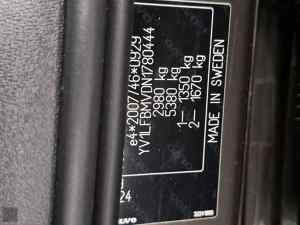 e4*2007/46*0929
YV1LFBMVDN1780444
2980 kg
5380 kg
1— 1350 kg
2— 1670 kg
MADE IN SWEDEN
24